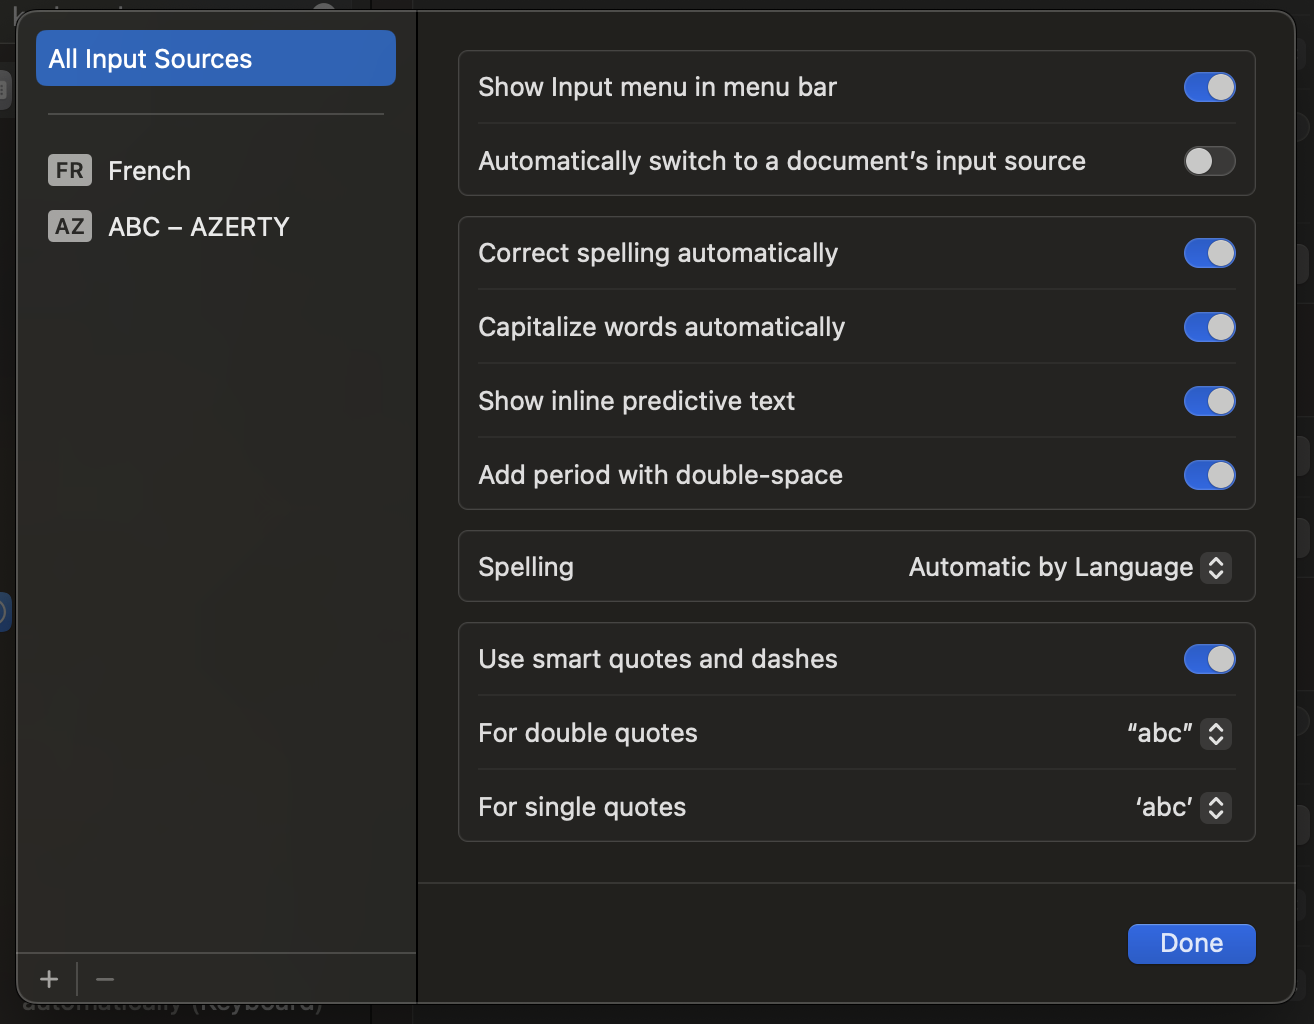 All Input Sources
FR French
AZ ABC – AZERTY
Show Input menu in menu bar
Automatically switch to a document’s input source
Correct spelling automatically
Capitalize words automatically
Show inline predictive text
Add period with double-space
Spelling Automatic by Language
Use smart quotes and dashes
For double quotes “abc”
For single quotes ‘abc’
Done
automatically (Keyboard)